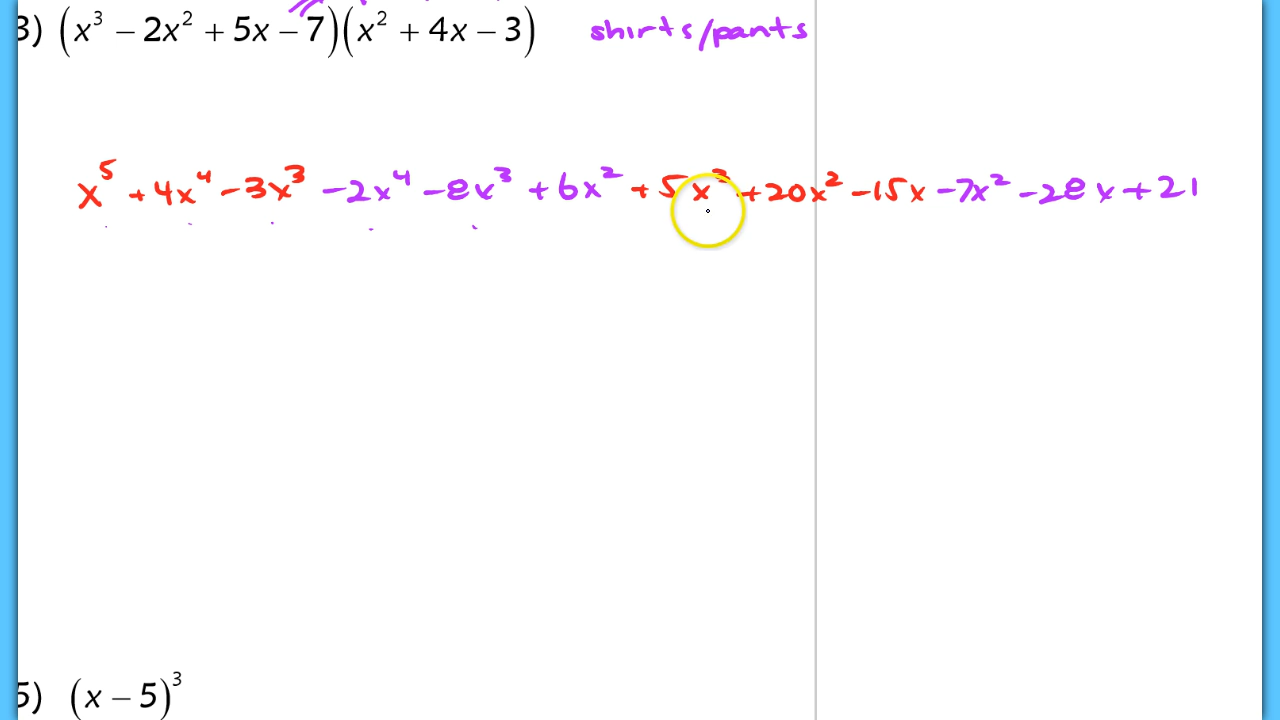 3) (x³ − 2x² + 5x − 7)(x² + 4x − 3) shirts/pants
x⁵ + 4x⁴ − 3x³ − 2x⁴ − 8x³ + 6x² + 5x³ + 20x² − 15x − 7x² − 28x + 21
5) (x − 5)³